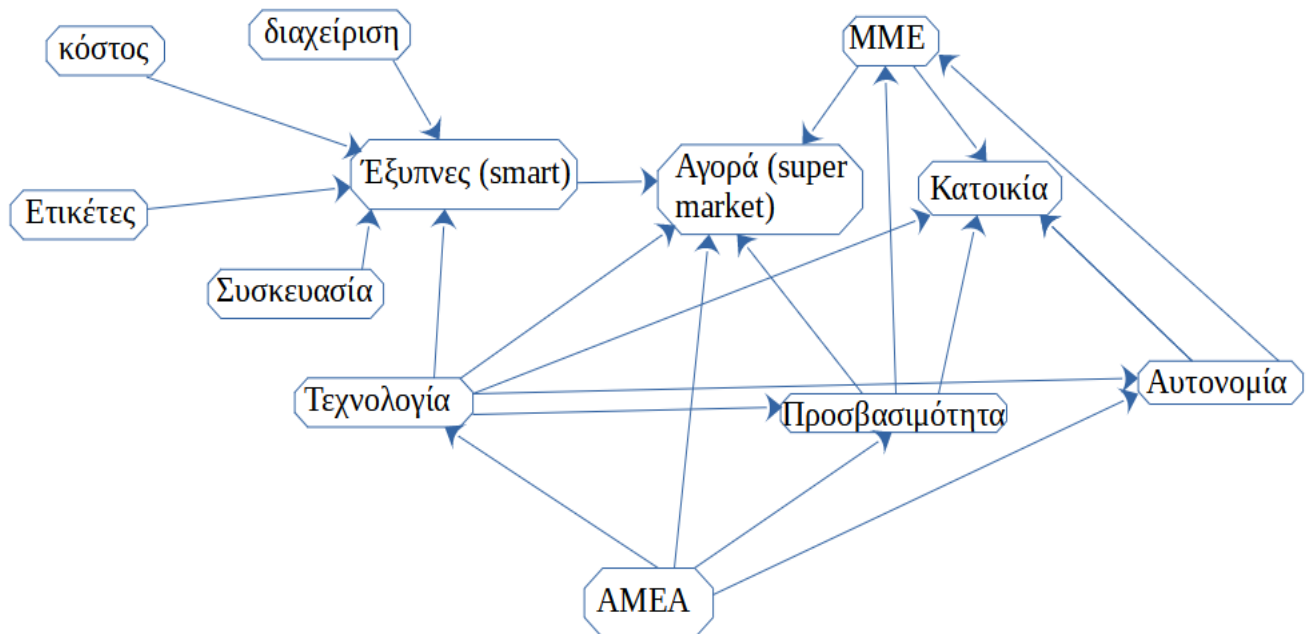 κόστος
διαχείριση
ΜΜΕ
Έξυπνες (smart)
Αγορά (super
market)
Κατοικία
Ετικέτες
Συσκευασία
Τεχνολογία
Προσβασιμότητα
Αυτονομία
ΑΜΕΑ